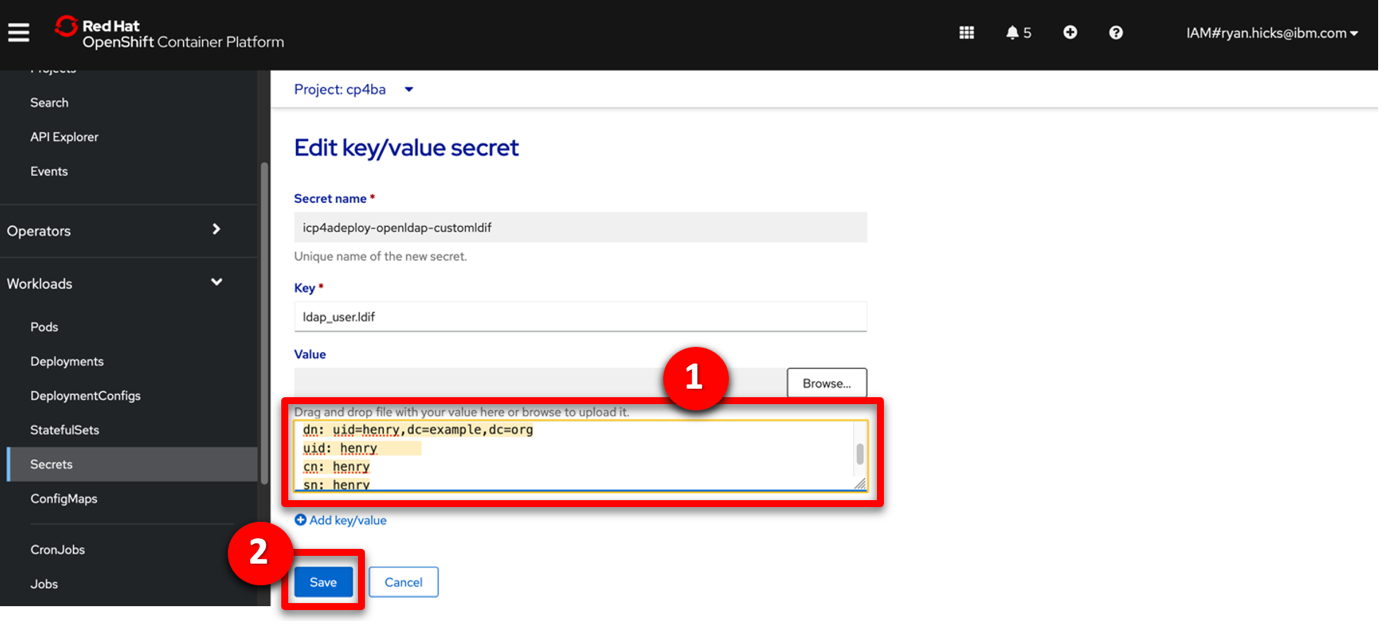 Red Hat
OpenShift Container Platform
5
IAM#ryan.hicks@ibm.com
Projects
Search
API Explorer
Events
Operators
Workloads
Pods
Deployments
DeploymentConfigs
StatefulSets
Secrets
ConfigMaps
CronJobs
Jobs
Project: cp4ba
Edit key/value secret
Secret name *
icp4adeploy-openldap-customldif
Unique name of the new secret.
Key *
ldap_user.ldif
Value
Browse...
1
Drag and drop file with your value here or browse to upload it.
dn: uid=henry,dc=example,dc=org
uid: henry
cn: henry
sn: henry
Add key/value
2
Save
Cancel